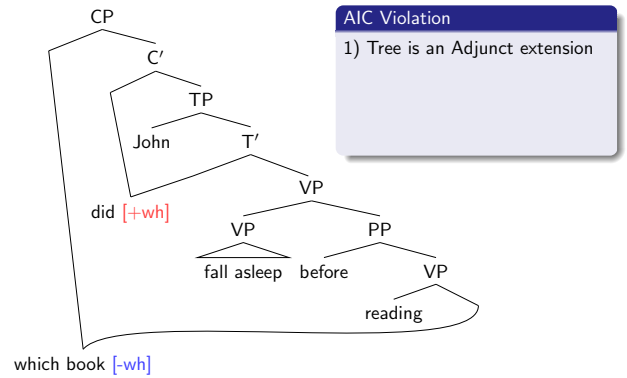 CP
AIC Violation
1) Tree is an Adjunct extension
C′
TP
John
T′
VP
did [+wh]
VP
PP
fall asleep
before
VP
reading
which book [-wh]